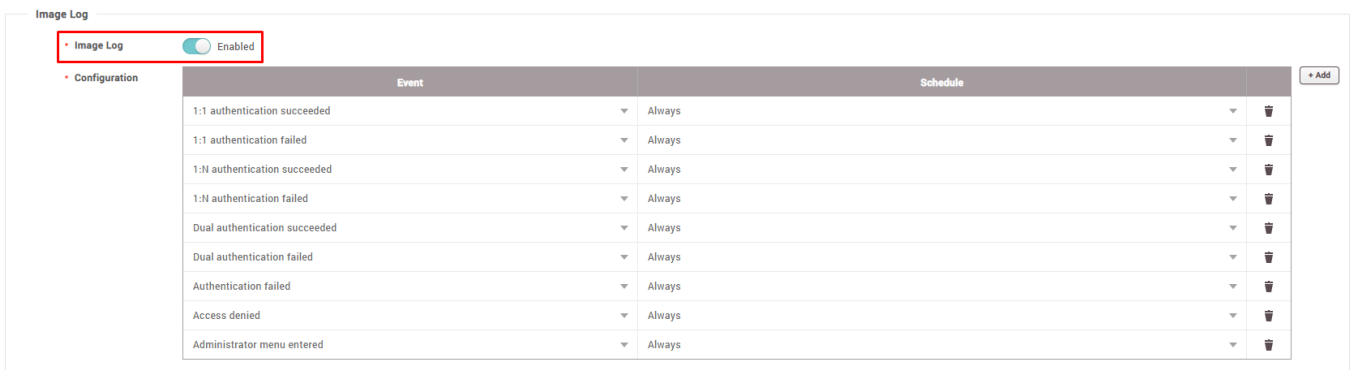 Image Log
• Image Log Enabled
• Configuration
Event Schedule + Add
1:1 authentication succeeded Always
1:1 authentication failed Always
1:N authentication succeeded Always
1:N authentication failed Always
Dual authentication succeeded Always
Dual authentication failed Always
Authentication failed Always
Access denied Always
Administrator menu entered Always